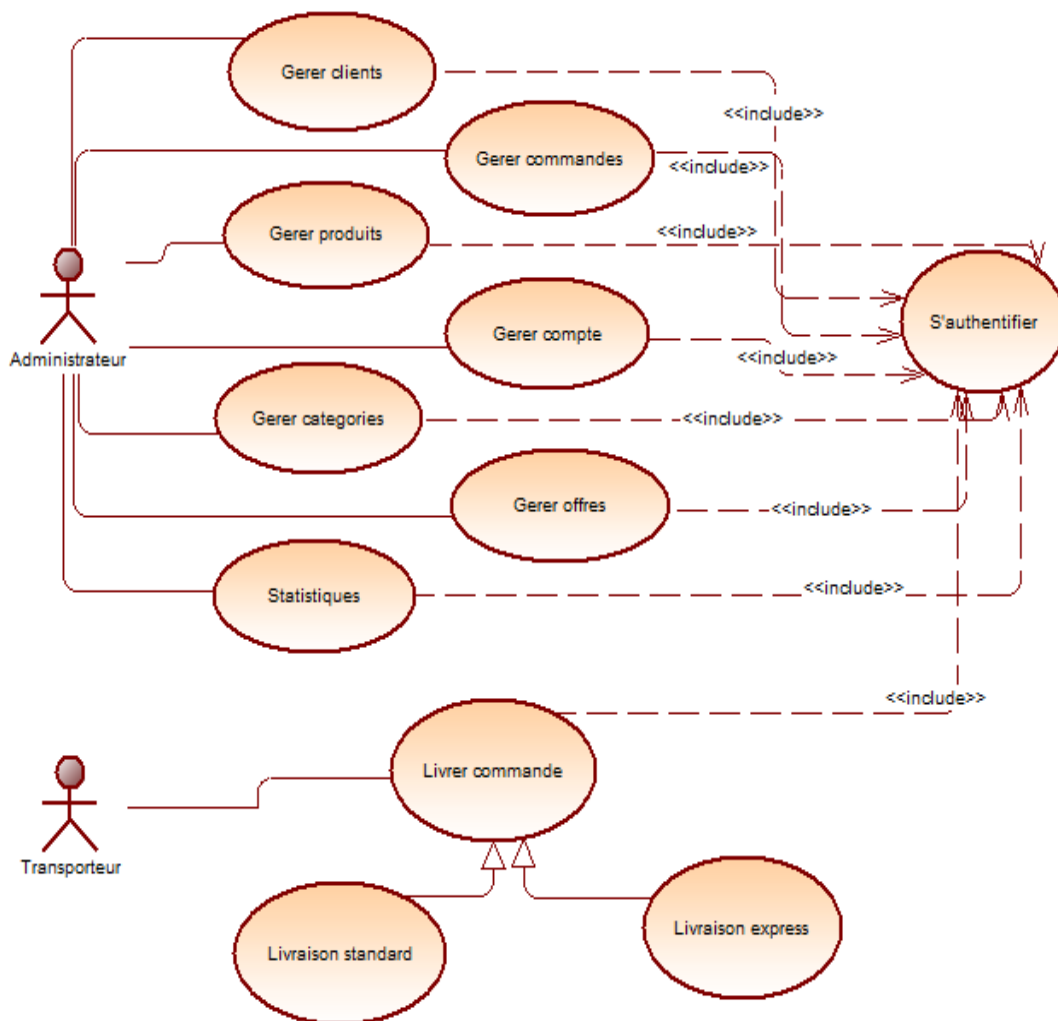 Gerer clients
<<include>>
Gerer commandes
<<include>>
Gerer produits
<<include>>
S'authentifier
Gerer compte
<<include>>
Administrateur
Gerer categories
<<include>>
Gerer offres
<<include>>
Statistiques
<<include>>
<<include>>
Livrer commande
Transporteur
Livraison standard
Livraison express